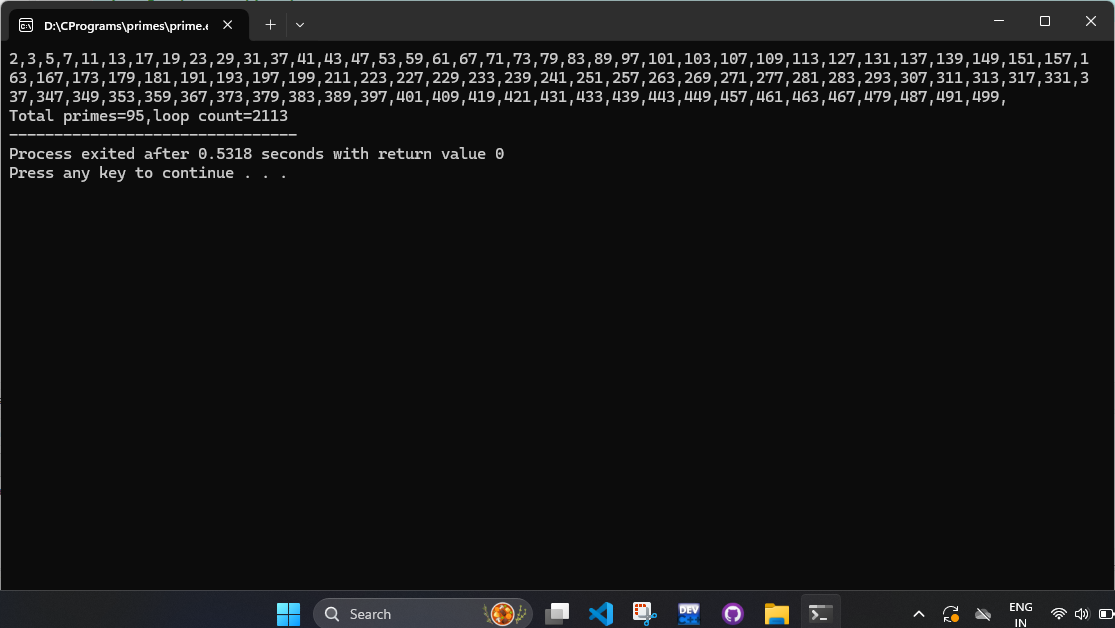 D:\CPrograms\primes\prime.e
2,3,5,7,11,13,17,19,23,29,31,37,41,43,47,53,59,61,67,71,73,79,83,89,97,101,103,107,109,113,127,131,137,139,149,151,157,1
63,167,173,179,181,191,193,197,199,211,223,227,229,233,239,241,251,257,263,269,271,277,281,283,293,307,311,313,317,331,3
37,347,349,353,359,367,373,379,383,389,397,401,409,419,421,431,433,439,443,449,457,461,463,467,479,487,491,499,
Total primes=95,loop count=2113
--------------------------------
Process exited after 0.5318 seconds with return value 0
Press any key to continue . . .
Search
DEV
ENG
IN